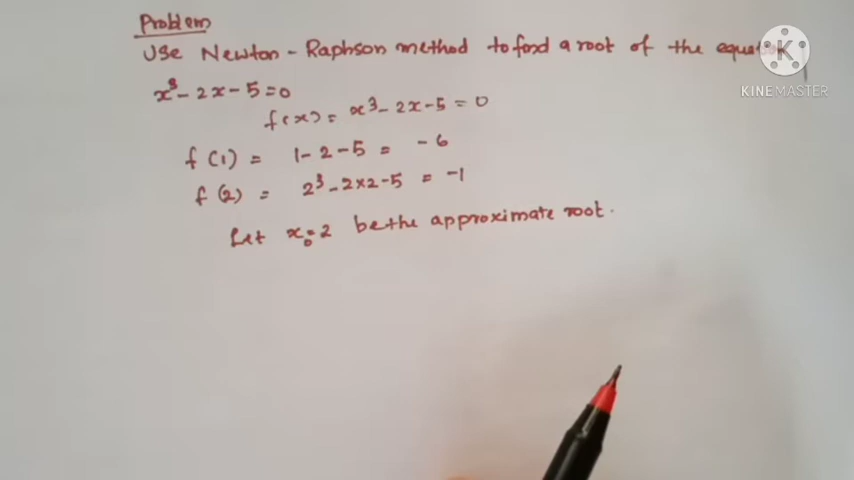 Problem
Use Newton - Raphson method to find a root of the
x³ - 2x - 5 = 0
f(x) = x³ - 2x - 5 = 0
f(1) = 1 - 2 - 5 = -6
f(2) = 2³ - 2×2 - 5 = -1
Let x₀ = 2 be the approximate root.
K
KINEMASTER